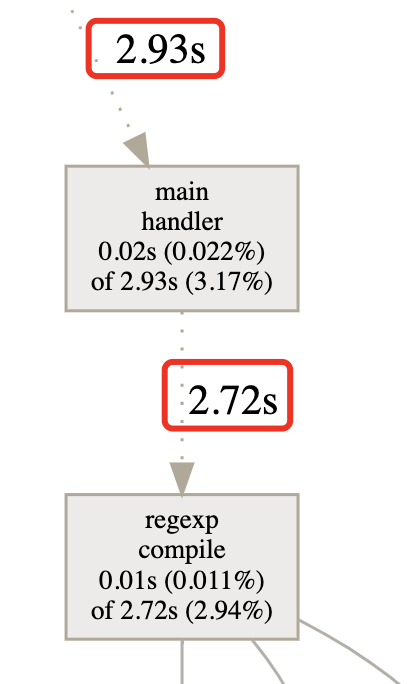 2.93s
main
handler
0.02s (0.022%)
of 2.93s (3.17%)
2.72s
regexp
compile
0.01s (0.011%)
of 2.72s (2.94%)